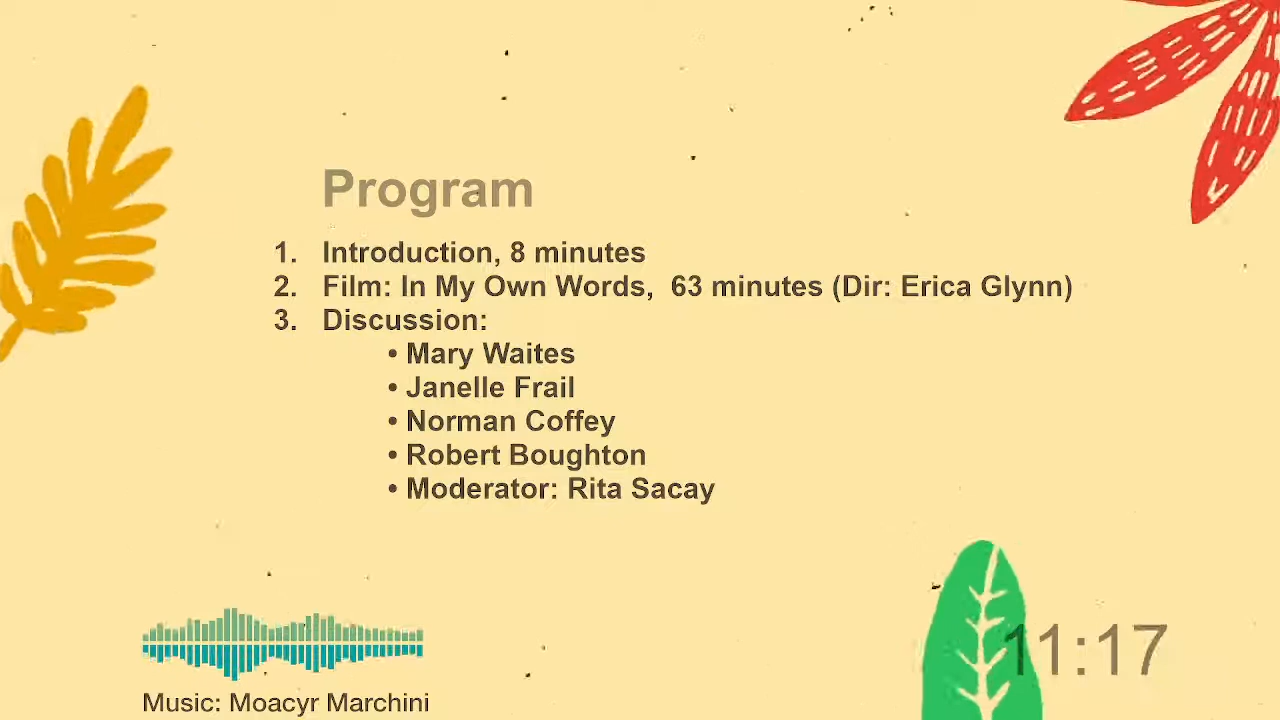 Program
1. Introduction, 8 minutes
2. Film: In My Own Words,  63 minutes (Dir: Erica Glynn)
3. Discussion:
• Mary Waites
• Janelle Frail
• Norman Coffey
• Robert Boughton
• Moderator: Rita Sacay
11:17
Music: Moacyr Marchini